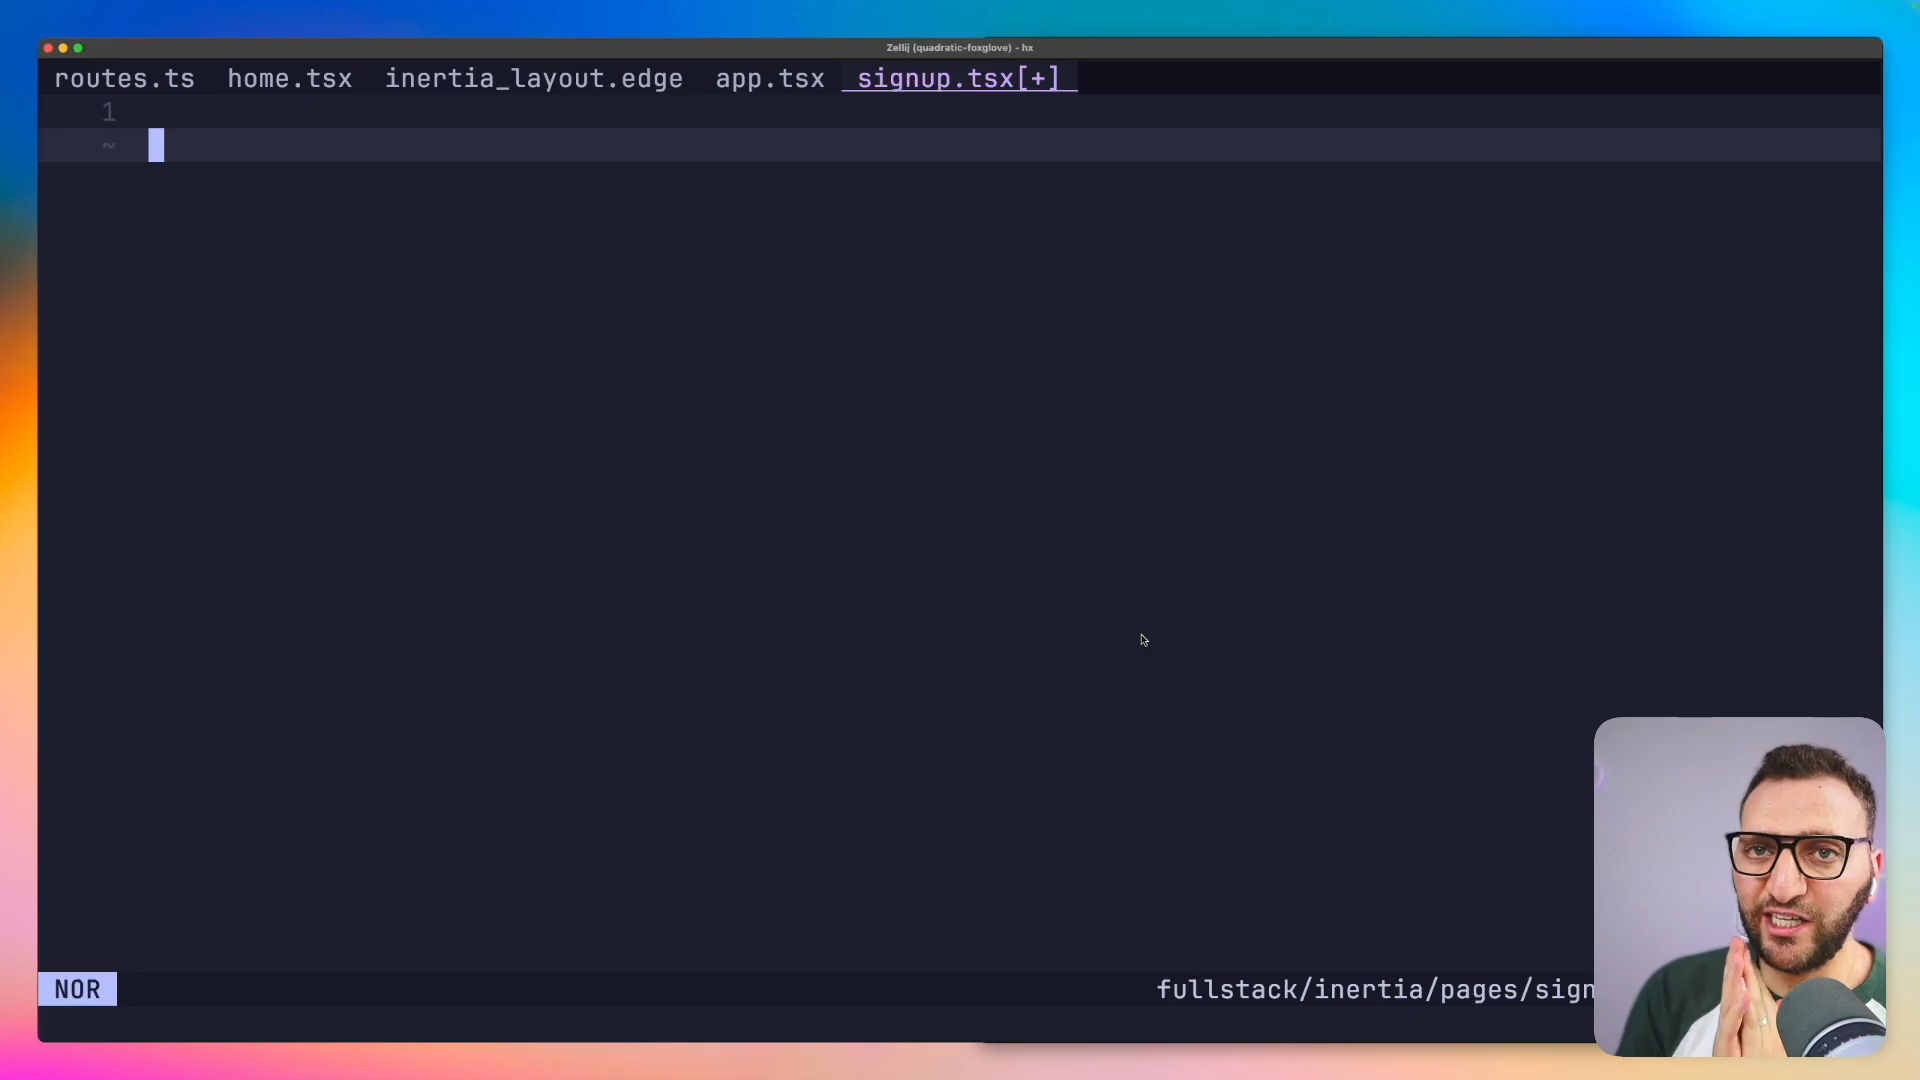 Zellij (quadratic-foxglove) - hx
routes.ts home.tsx inertia_layout.edge app.tsx signup.tsx[+]
1
~
NOR fullstack/inertia/pages/sign